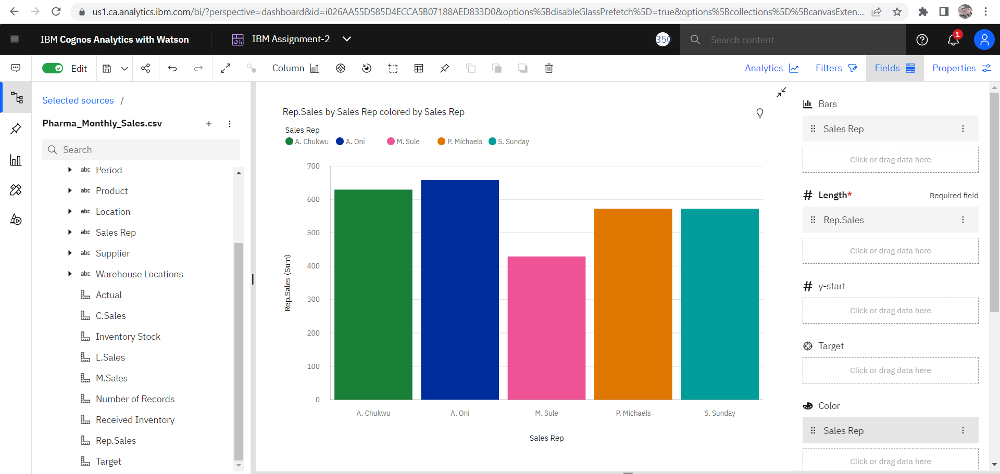 us1.ca.analytics.ibm.com/bi/?perspective=dashboard&id=i026AA55D585D4ECCA5B07188AED833D0&options%5BdisableGlassPrefetch%5D=true&options%5Bcollections%5D%5BcanvasExten...
IBM Cognos Analytics with Watson
IBM Assignment-2
350
Search content
1
Edit
Column
Analytics
Filters
Fields
Properties
Selected sources /
Pharma_Monthly_Sales.csv
Search
abc Period
abc Product
abc Location
abc Sales Rep
abc Supplier
abc Warehouse Locations
Actual
C.Sales
Inventory Stock
L.Sales
M.Sales
Number of Records
Received Inventory
Rep.Sales
Target
Rep.Sales by Sales Rep colored by Sales Rep
Sales Rep
A. Chukwu A. Oni M. Sule P. Michaels S. Sunday
700
600
500
400
300
200
100
0
Rep.Sales (Sum)
A. Chukwu A. Oni M. Sule P. Michaels S. Sunday
Sales Rep
Bars
Sales Rep
Click or drag data here
# Length* Required field
Rep.Sales
Click or drag data here
# y-start
Click or drag data here
Target
Click or drag data here
Color
Sales Rep
Click or drag data here